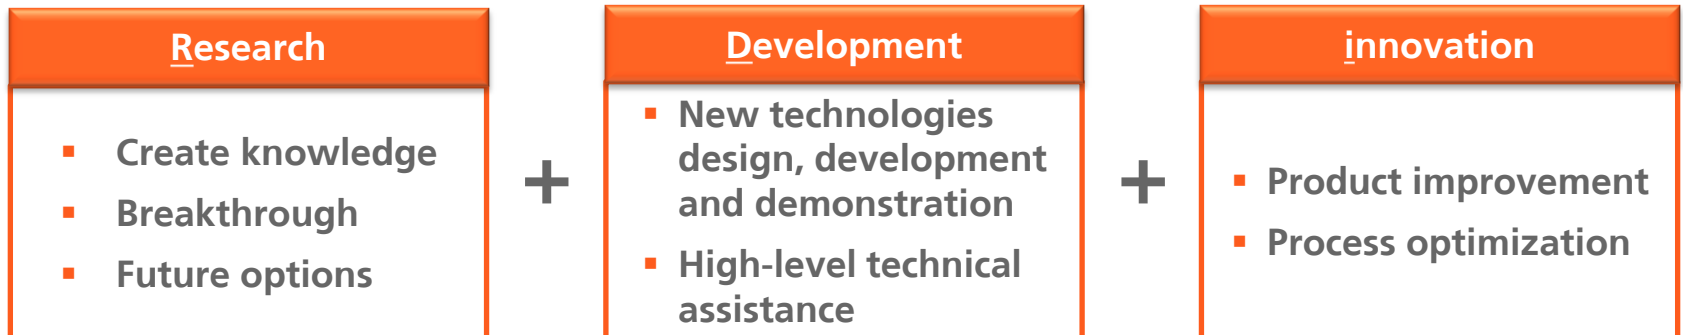 Research
Create knowledge
Breakthrough
Future options
+
Development
New technologies
design, development
and demonstration
High-level technical
assistance
+
innovation
Product improvement
Process optimization